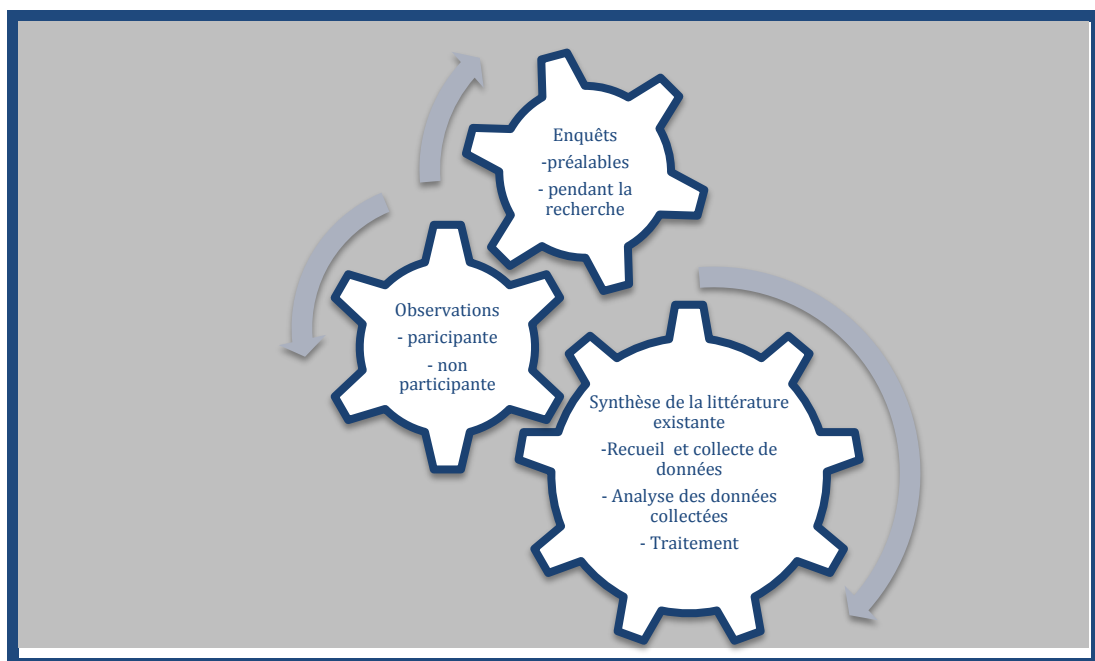 Enquêts
-préalables
- pendant la
recherche
Observations
- paricipante
- non
participante
Synthèse de la littérature
existante
-Recueil et collecte de
données
- Analyse des données
collectées
- Traitement